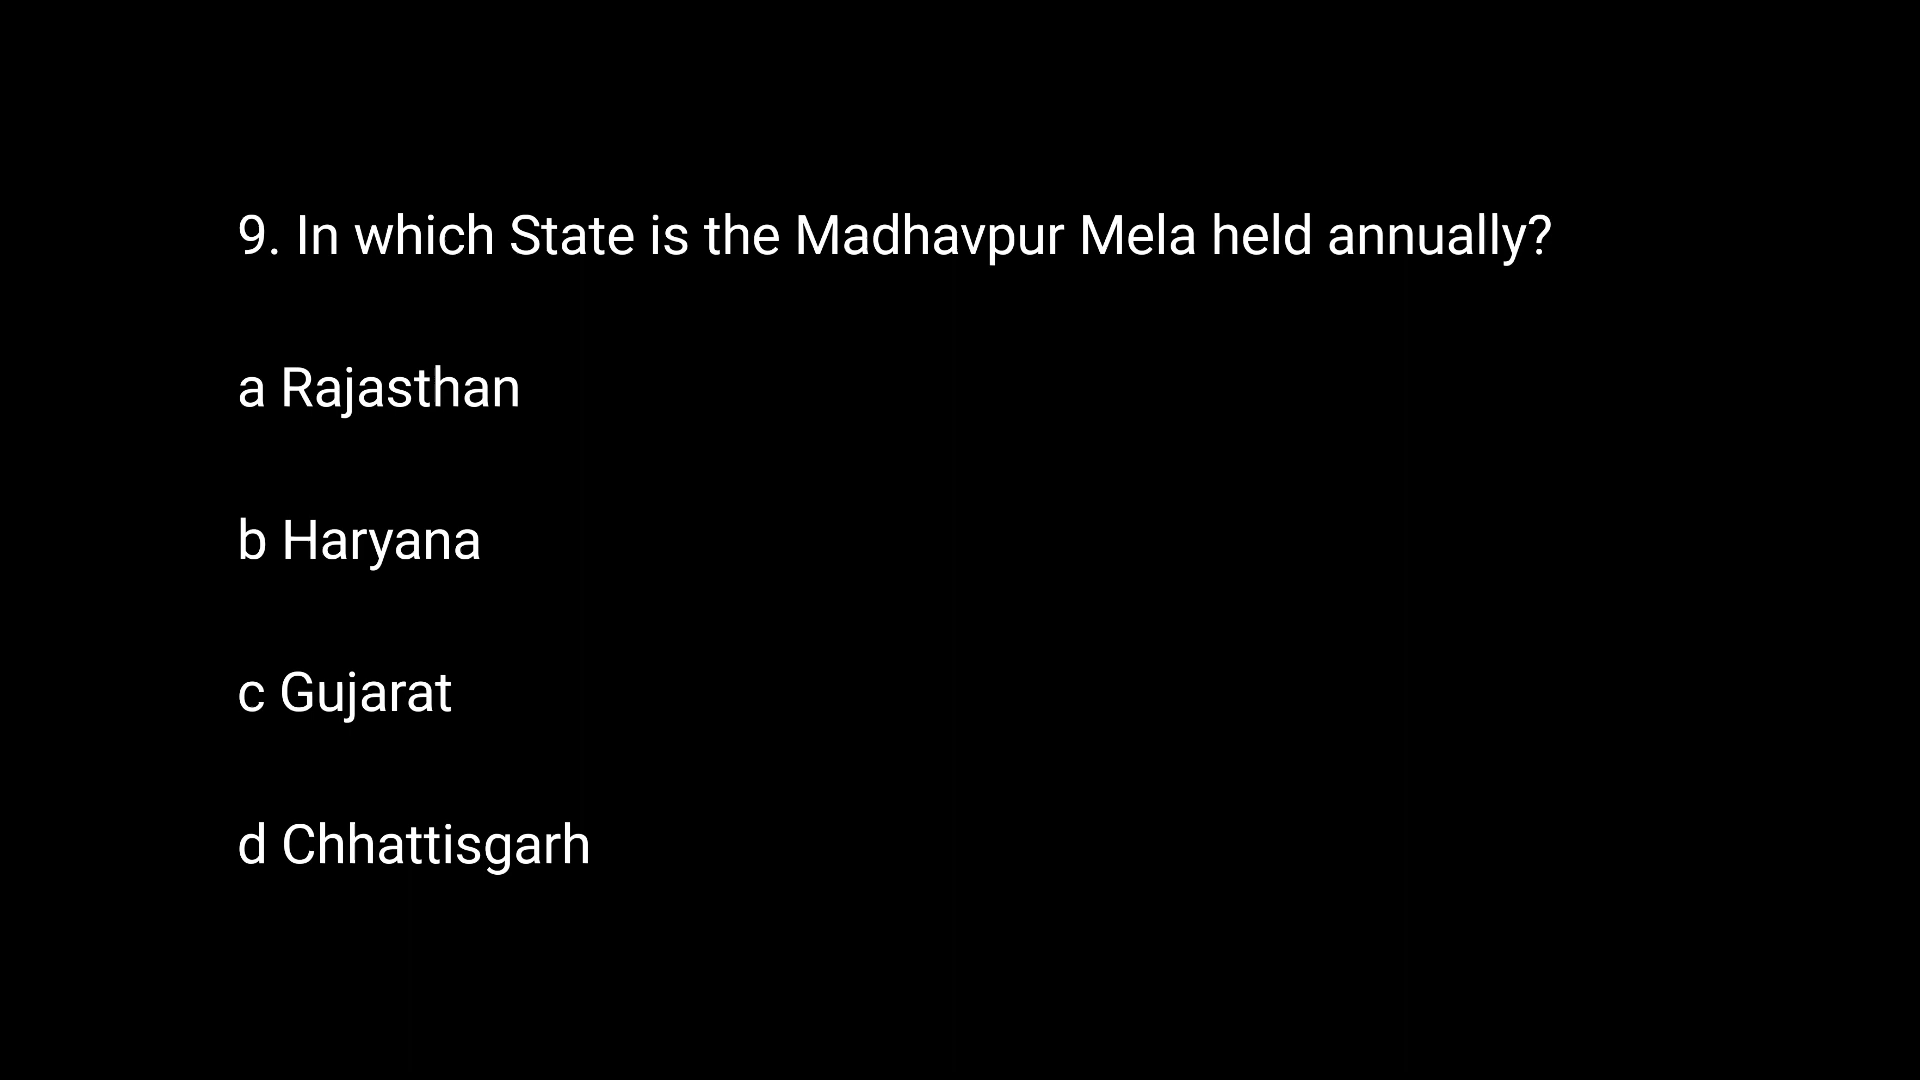 9. In which State is the Madhavpur Mela held annually?
a Rajasthan
b Haryana
c Gujarat
d Chhattisgarh